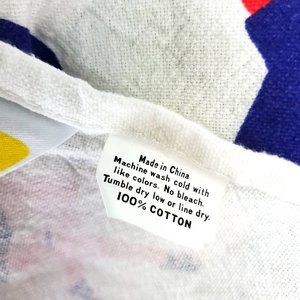 Made in China
Machine wash cold with
like colors. No bleach.
Tumble dry low or line dry.
100% COTTON